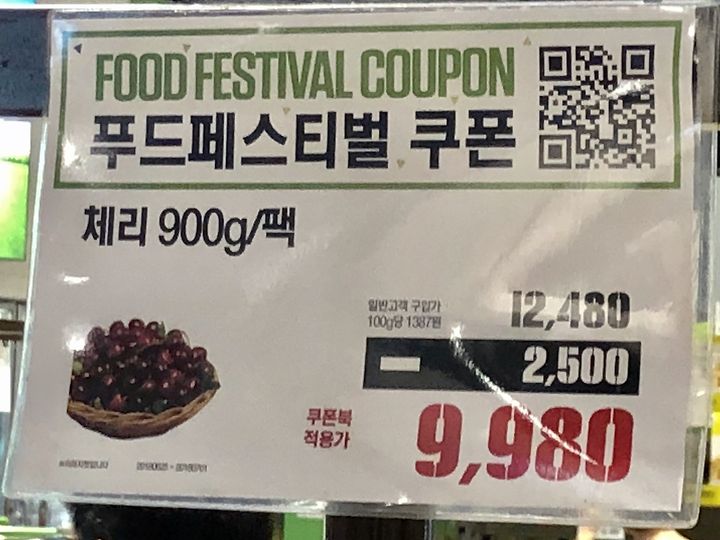 FOOD FESTIVAL COUPON
푸드페스티벌 쿠폰
체리 900g/팩
일반고객 구입가
12,480
100g당 1387원
- 2,500
쿠폰북
적용가
9,980